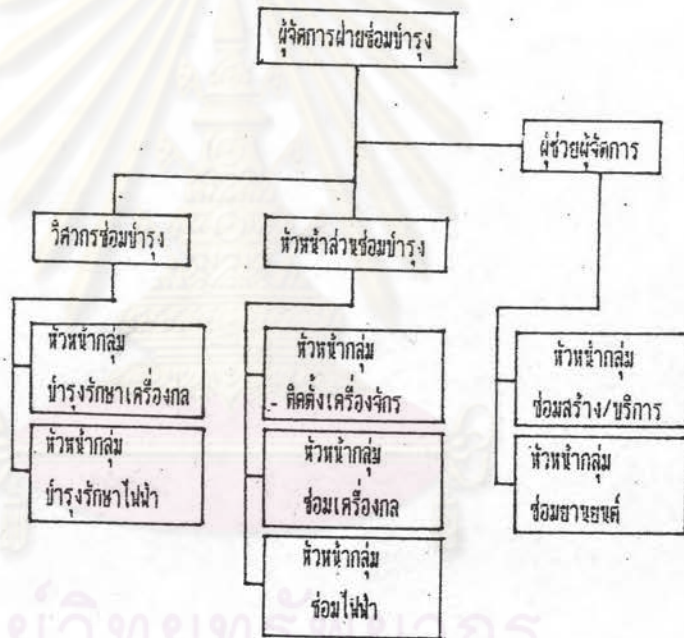 ผู้จัดการฝ่ายซ่อมบำรุง
ผู้ช่วยผู้จัดการ
วิศวกรซ่อมบำรุง
หัวหน้าส่วนซ่อมบำรุง
หัวหน้ากลุ่ม
บำรุงรักษาเครื่องกล
หัวหน้ากลุ่ม
บำรุงรักษาไฟฟ้า
หัวหน้ากลุ่ม
- ติดตั้งเครื่องจักร
หัวหน้ากลุ่ม
ซ่อมเครื่องกล
หัวหน้ากลุ่ม
ซ่อมไฟฟ้า
หัวหน้ากลุ่ม
ซ่อมสร้าง/บริการ
หัวหน้ากลุ่ม
ซ่อมยานยนต์